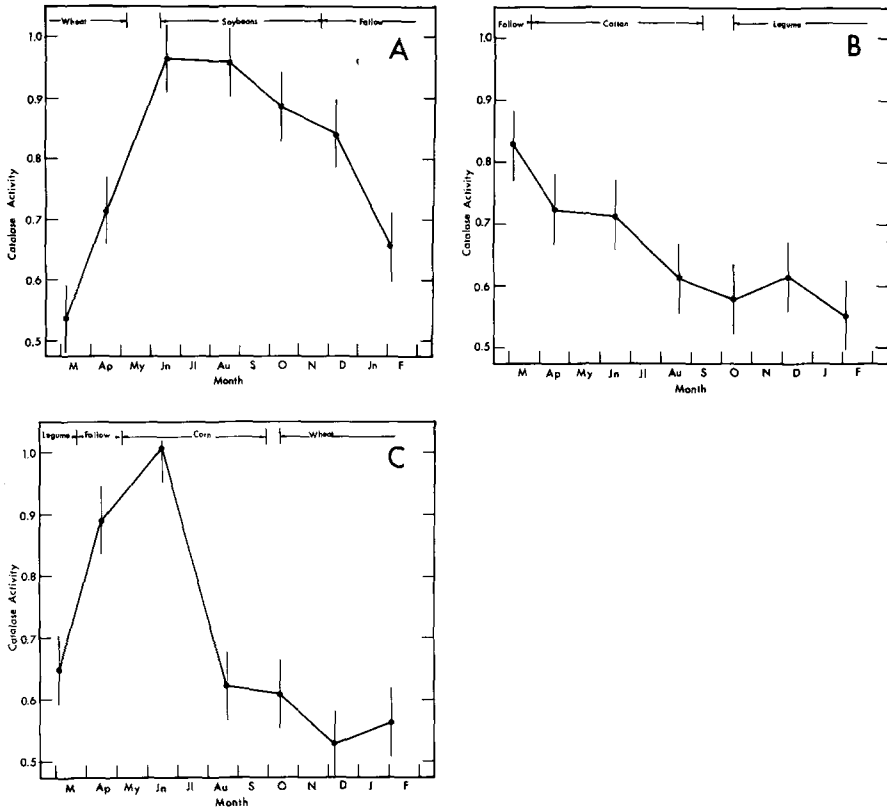 Wheat Soybeans Fallow
A
1.0
0.9
0.8
0.7
0.6
0.5
Catalase Activity
M Ap My Jn Jl Au S O N D Jn F
Month
Fallow Cotton Legume
B
1.0
0.9
0.8
0.7
0.6
0.5
Catalase Activity
M Ap My Jn Jl Au S O N D J F
Month
Legume Fallow Corn Wheat
C
1.0
0.9
0.8
0.7
0.6
0.5
Catalase Activity
M Ap My Jn Jl Au S O N D J F
Month